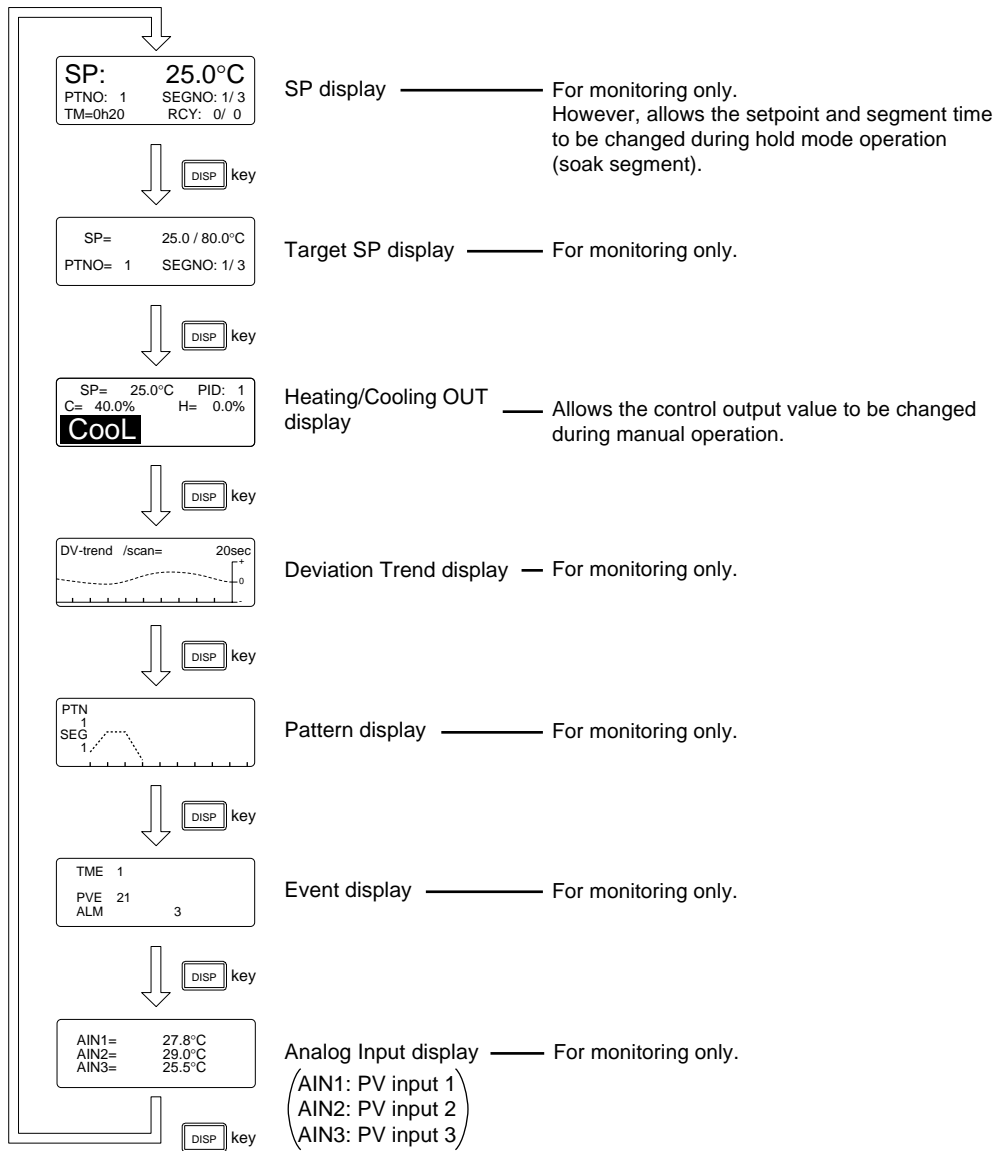 SP: 25.0°C
PTNO: 1 SEGNO: 1/ 3
TM=0h20 RCY: 0/ 0
SP display
For monitoring only.
However, allows the setpoint and segment time
to be changed during hold mode operation
(soak segment).
DISP key
SP= 25.0 / 80.0°C
PTNO= 1 SEGNO: 1/ 3
Target SP display
For monitoring only.
DISP key
SP= 25.0°C PID: 1
C= 40.0% H= 0.0%
CooL
Heating/Cooling OUT
display
Allows the control output value to be changed
during manual operation.
DISP key
DV-trend /scan= 20sec
+
0
-
Deviation Trend display
For monitoring only.
DISP key
PTN
1
SEG
1
Pattern display
For monitoring only.
DISP key
TME 1
PVE 21
ALM 3
Event display
For monitoring only.
DISP key
AIN1= 27.8°C
AIN2= 29.0°C
AIN3= 25.5°C
Analog Input display
For monitoring only.
(AIN1: PV input 1
AIN2: PV input 2
AIN3: PV input 3)
DISP key